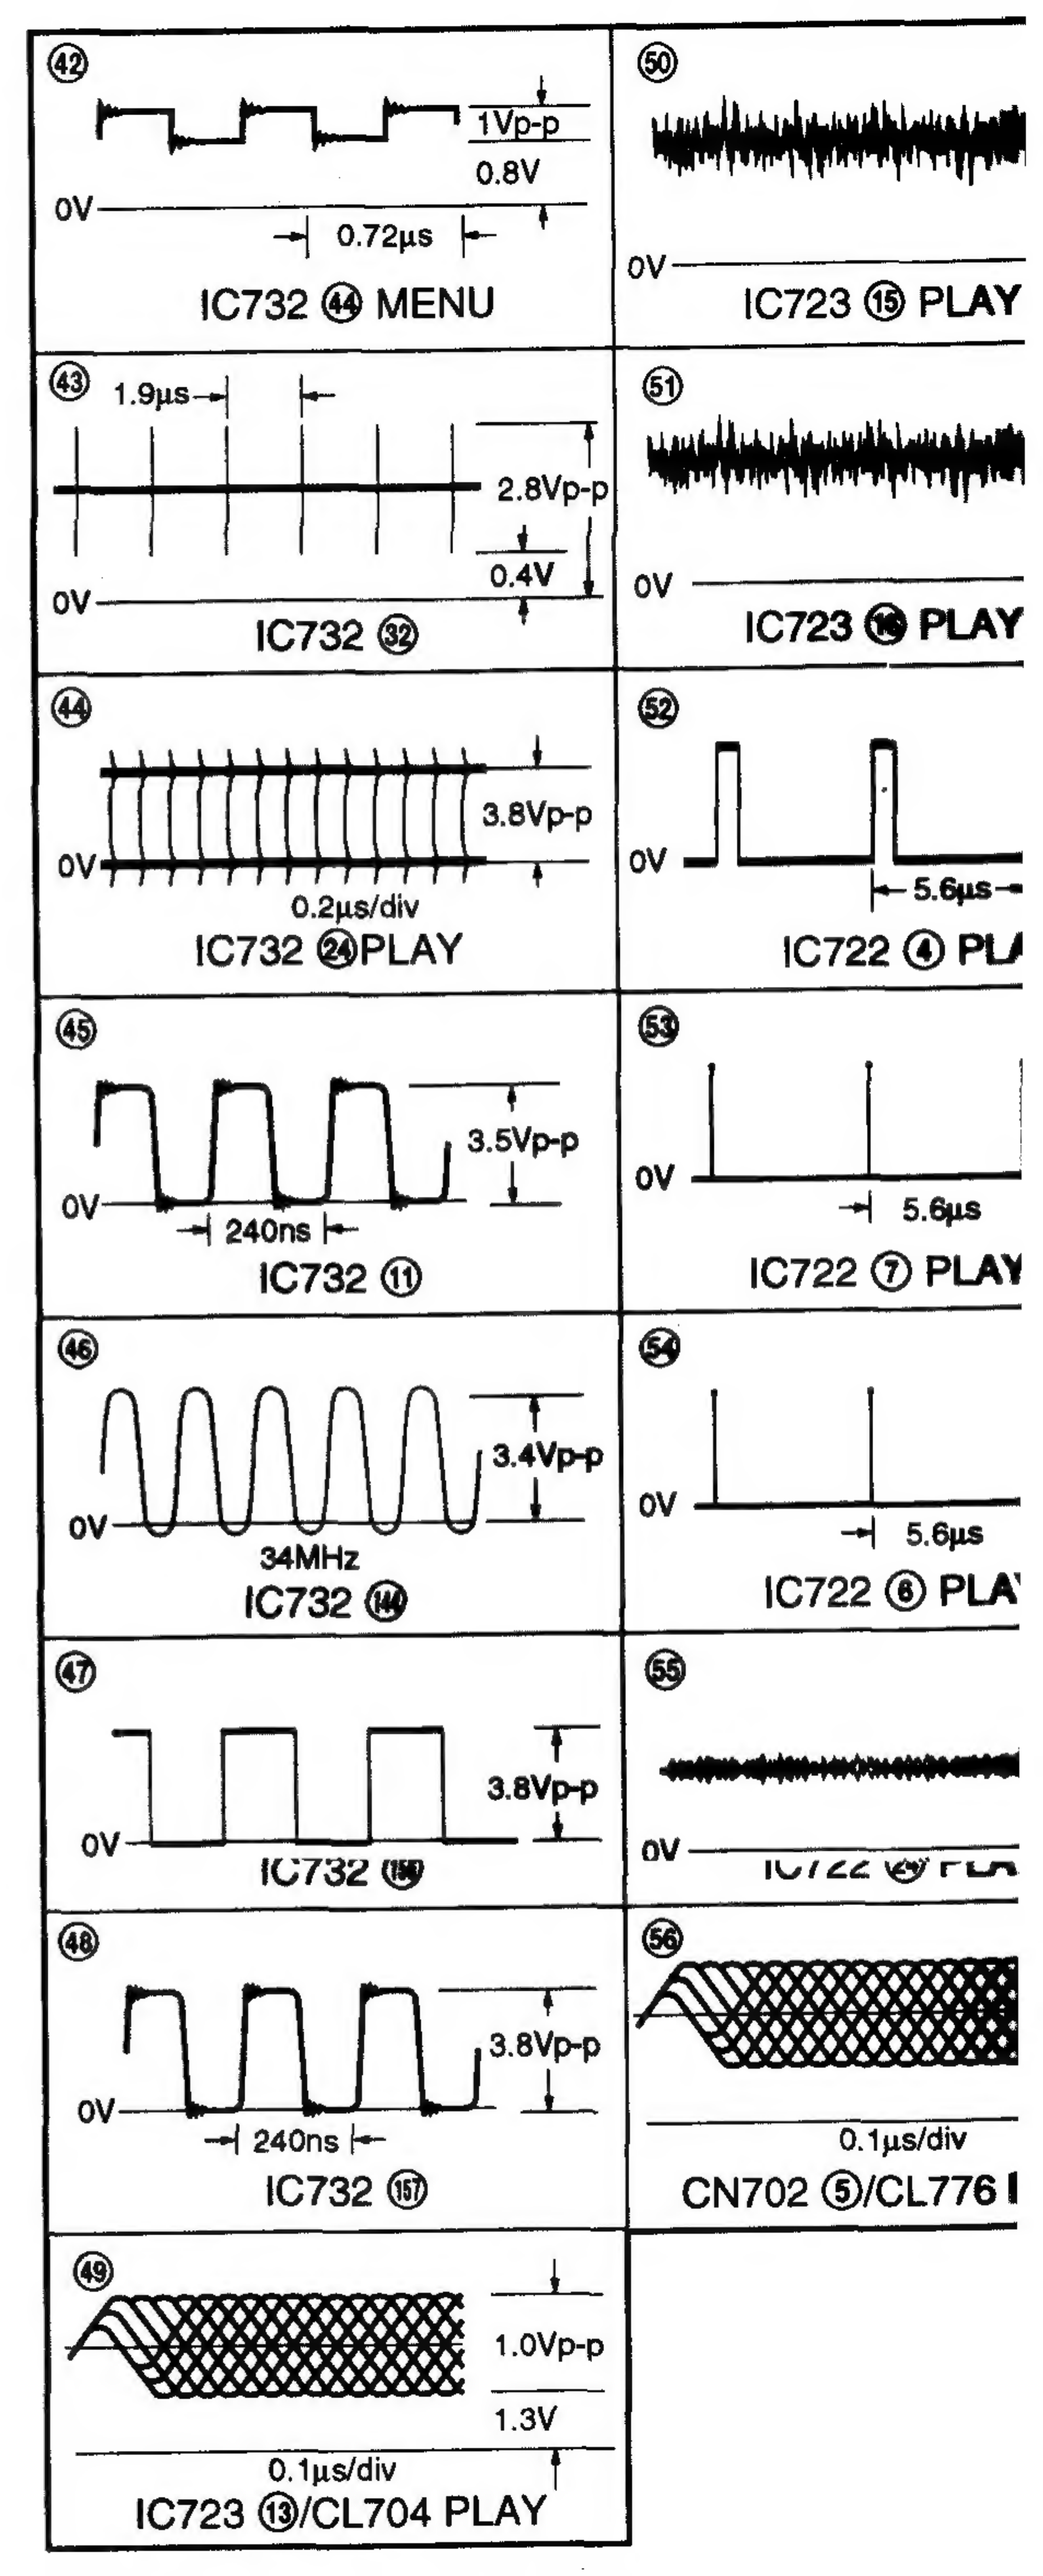 ㊷
1Vp-p
0.8V
0V
0.72μs
IC732 ㊹ MENU
㊸
1.9μs
2.8Vp-p
0.4V
0V
IC732 ㉜
㊹
3.8Vp-p
0V
0.2μs/div
IC732 ㉔PLAY
㊺
3.5Vp-p
0V
240ns
IC732 ⑪
㊻
3.4Vp-p
0V
34MHz
IC732
㊼
3.8Vp-p
0V
IC732
㊽
3.8Vp-p
0V
240ns
IC732 (157)
㊾
1.0Vp-p
1.3V
0.1μs/div
IC723 ⑬/CL704 PLAY
㊿
0V
IC723 ⑮ PLAY
(51)
0V
IC723 ⑯ PLAY
(52)
0V
5.6μs
IC722 ④
(53)
0V
5.6μs
IC722 ⑦ PLAY
(54)
0V
5.6μs
IC722 ⑥
(55)
0V
IC722
(56)
0.1μs/div
CN702 ⑤/CL776